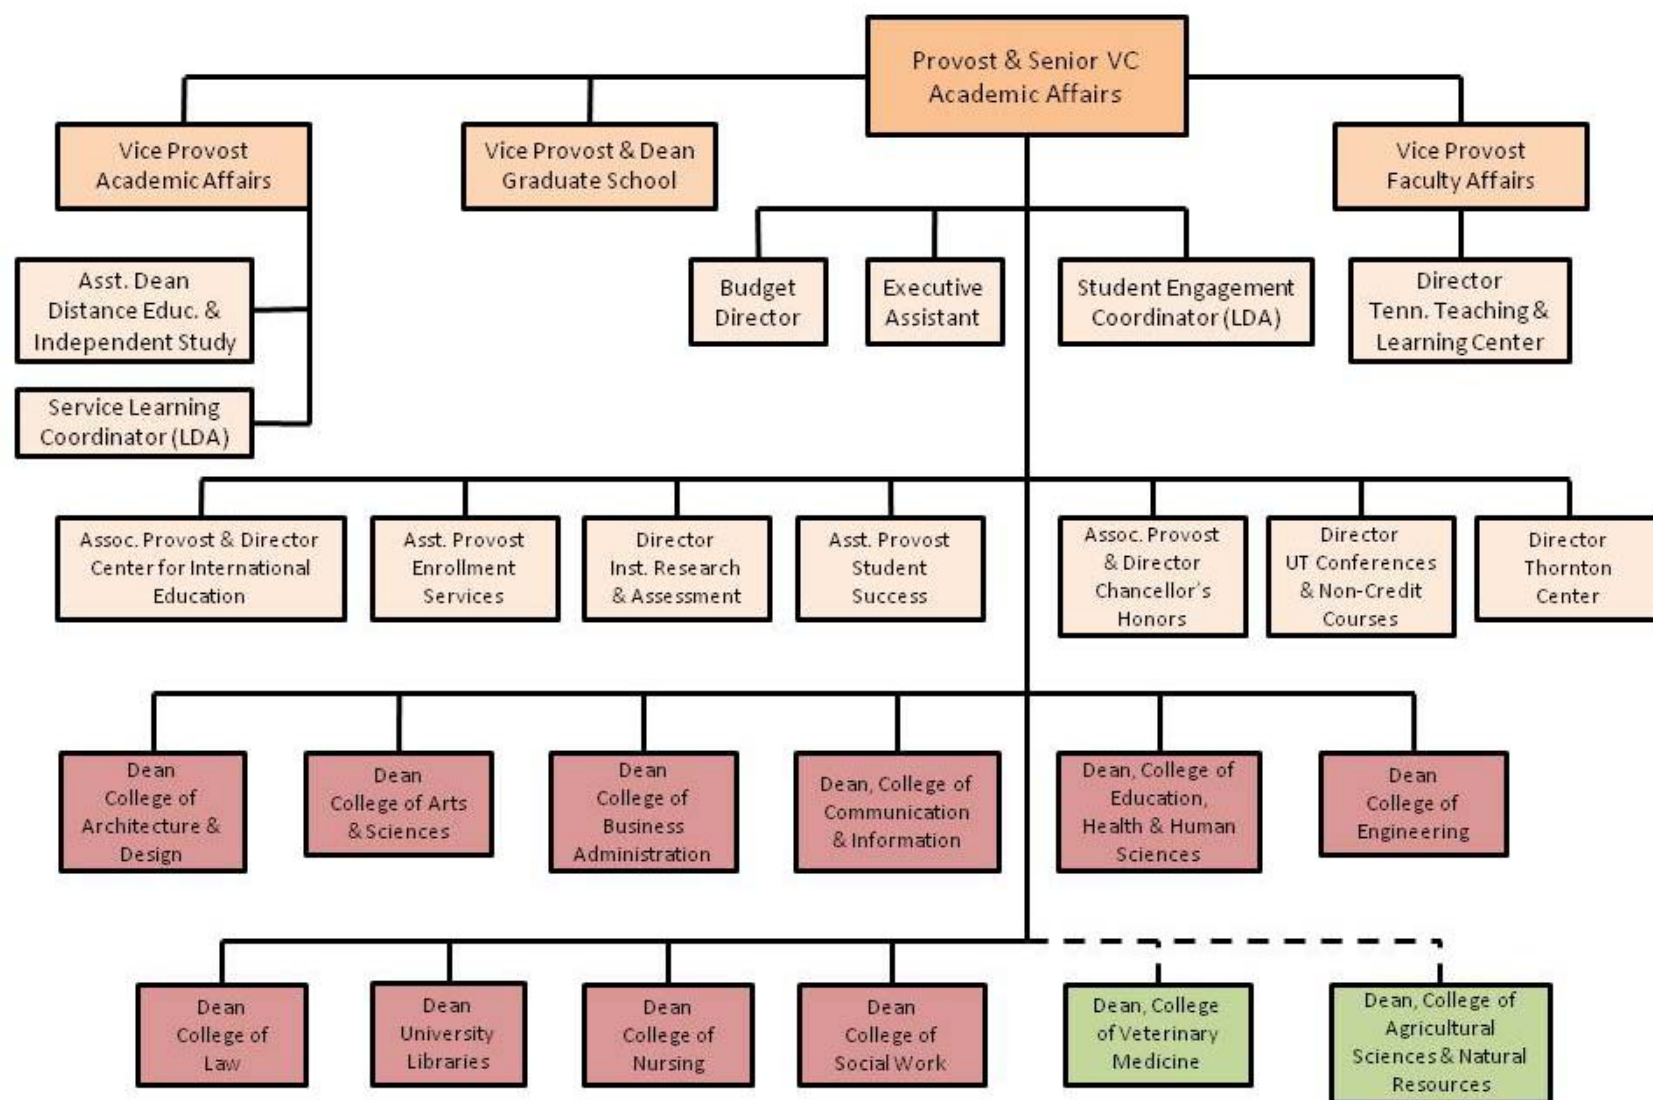 Provost & Senior VC
Academic Affairs
Vice Provost
Academic Affairs
Vice Provost & Dean
Graduate School
Vice Provost
Faculty Affairs
Asst. Dean
Distance Educ. &
Independent Study
Service Learning
Coordinator (LDA)
Budget
Director
Executive
Assistant
Student Engagement
Coordinator (LDA)
Director
Tenn. Teaching &
Learning Center
Assoc. Provost & Director
Center for International
Education
Asst. Provost
Enrollment
Services
Director
Inst. Research
& Assessment
Asst. Provost
Student
Success
Assoc. Provost
& Director
Chancellor's
Honors
Director
UT Conferences
& Non-Credit
Courses
Director
Thornton
Center
Dean
College of
Architecture &
Design
Dean
College of Arts
& Sciences
Dean
College of
Business
Administration
Dean, College of
Communication
& Information
Dean, College of
Education,
Health & Human
Sciences
Dean
College of
Engineering
Dean
College of
Law
Dean
University
Libraries
Dean
College of
Nursing
Dean
College of
Social Work
Dean, College
of Veterinary
Medicine
Dean, College of
Agricultural
Sciences & Natural
Resources